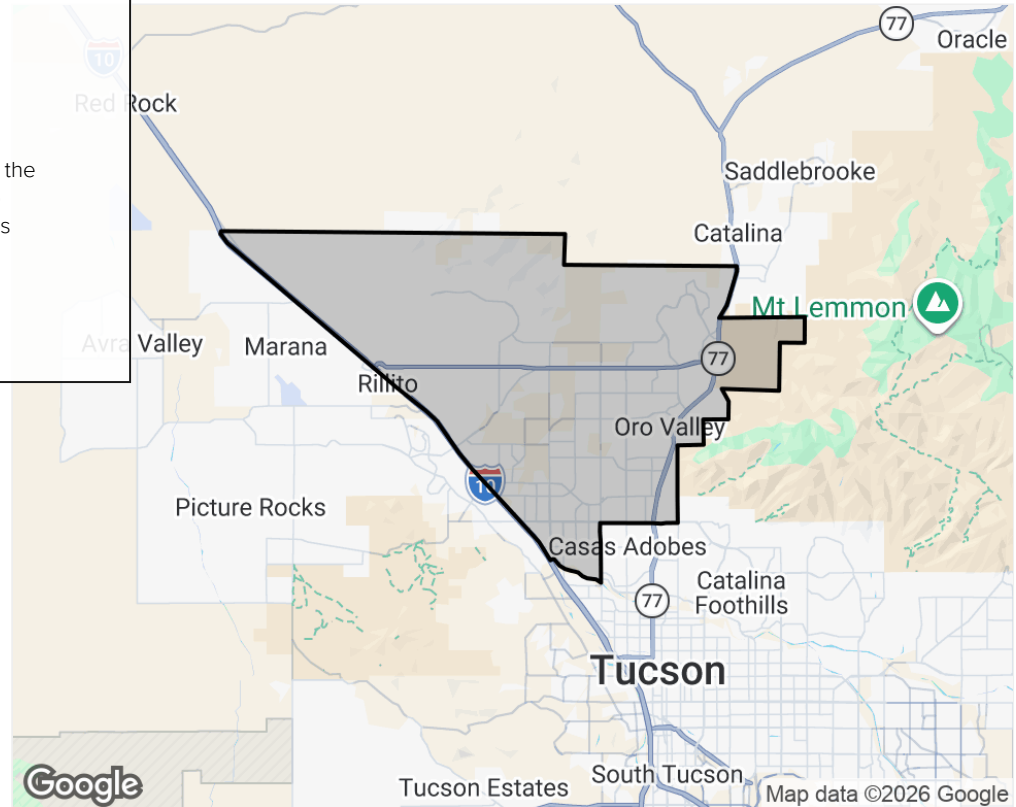 77
Oracle
10
Red Rock
the
Saddlebrooke
s
Catalina
Mt Lemmon
Avra Valley
Marana
77
Rillito
Oro Valley
10
Picture Rocks
Casas Adobes
Catalina
Foothills
77
Tucson
South Tucson
Tucson Estates
Google
Map data ©2026 Google